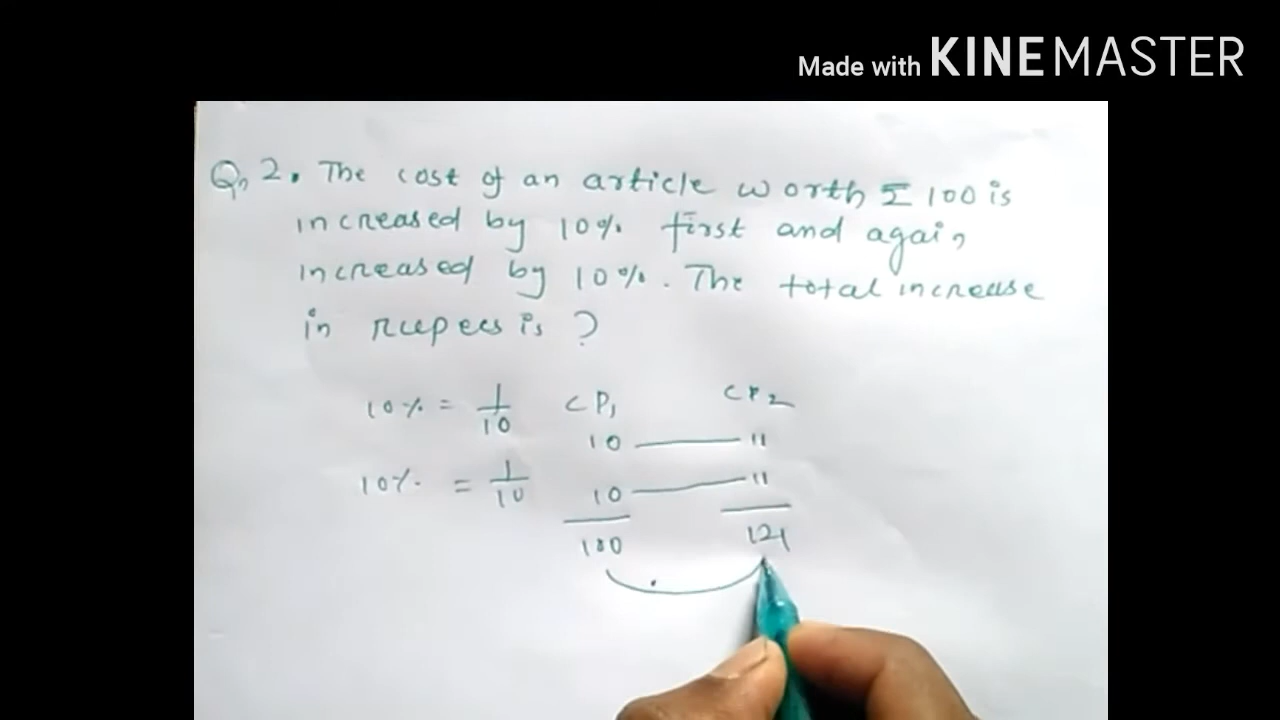 Made with KINEMASTER
Qn 2. The cost of an article worth ₹ 100 is
increased by 10% first and again
increased by 10%. The total increase
in rupees is ?
10% = 1/10 CP1 CP2
10 — 11
10% = 1/10 10 — 11
100 121